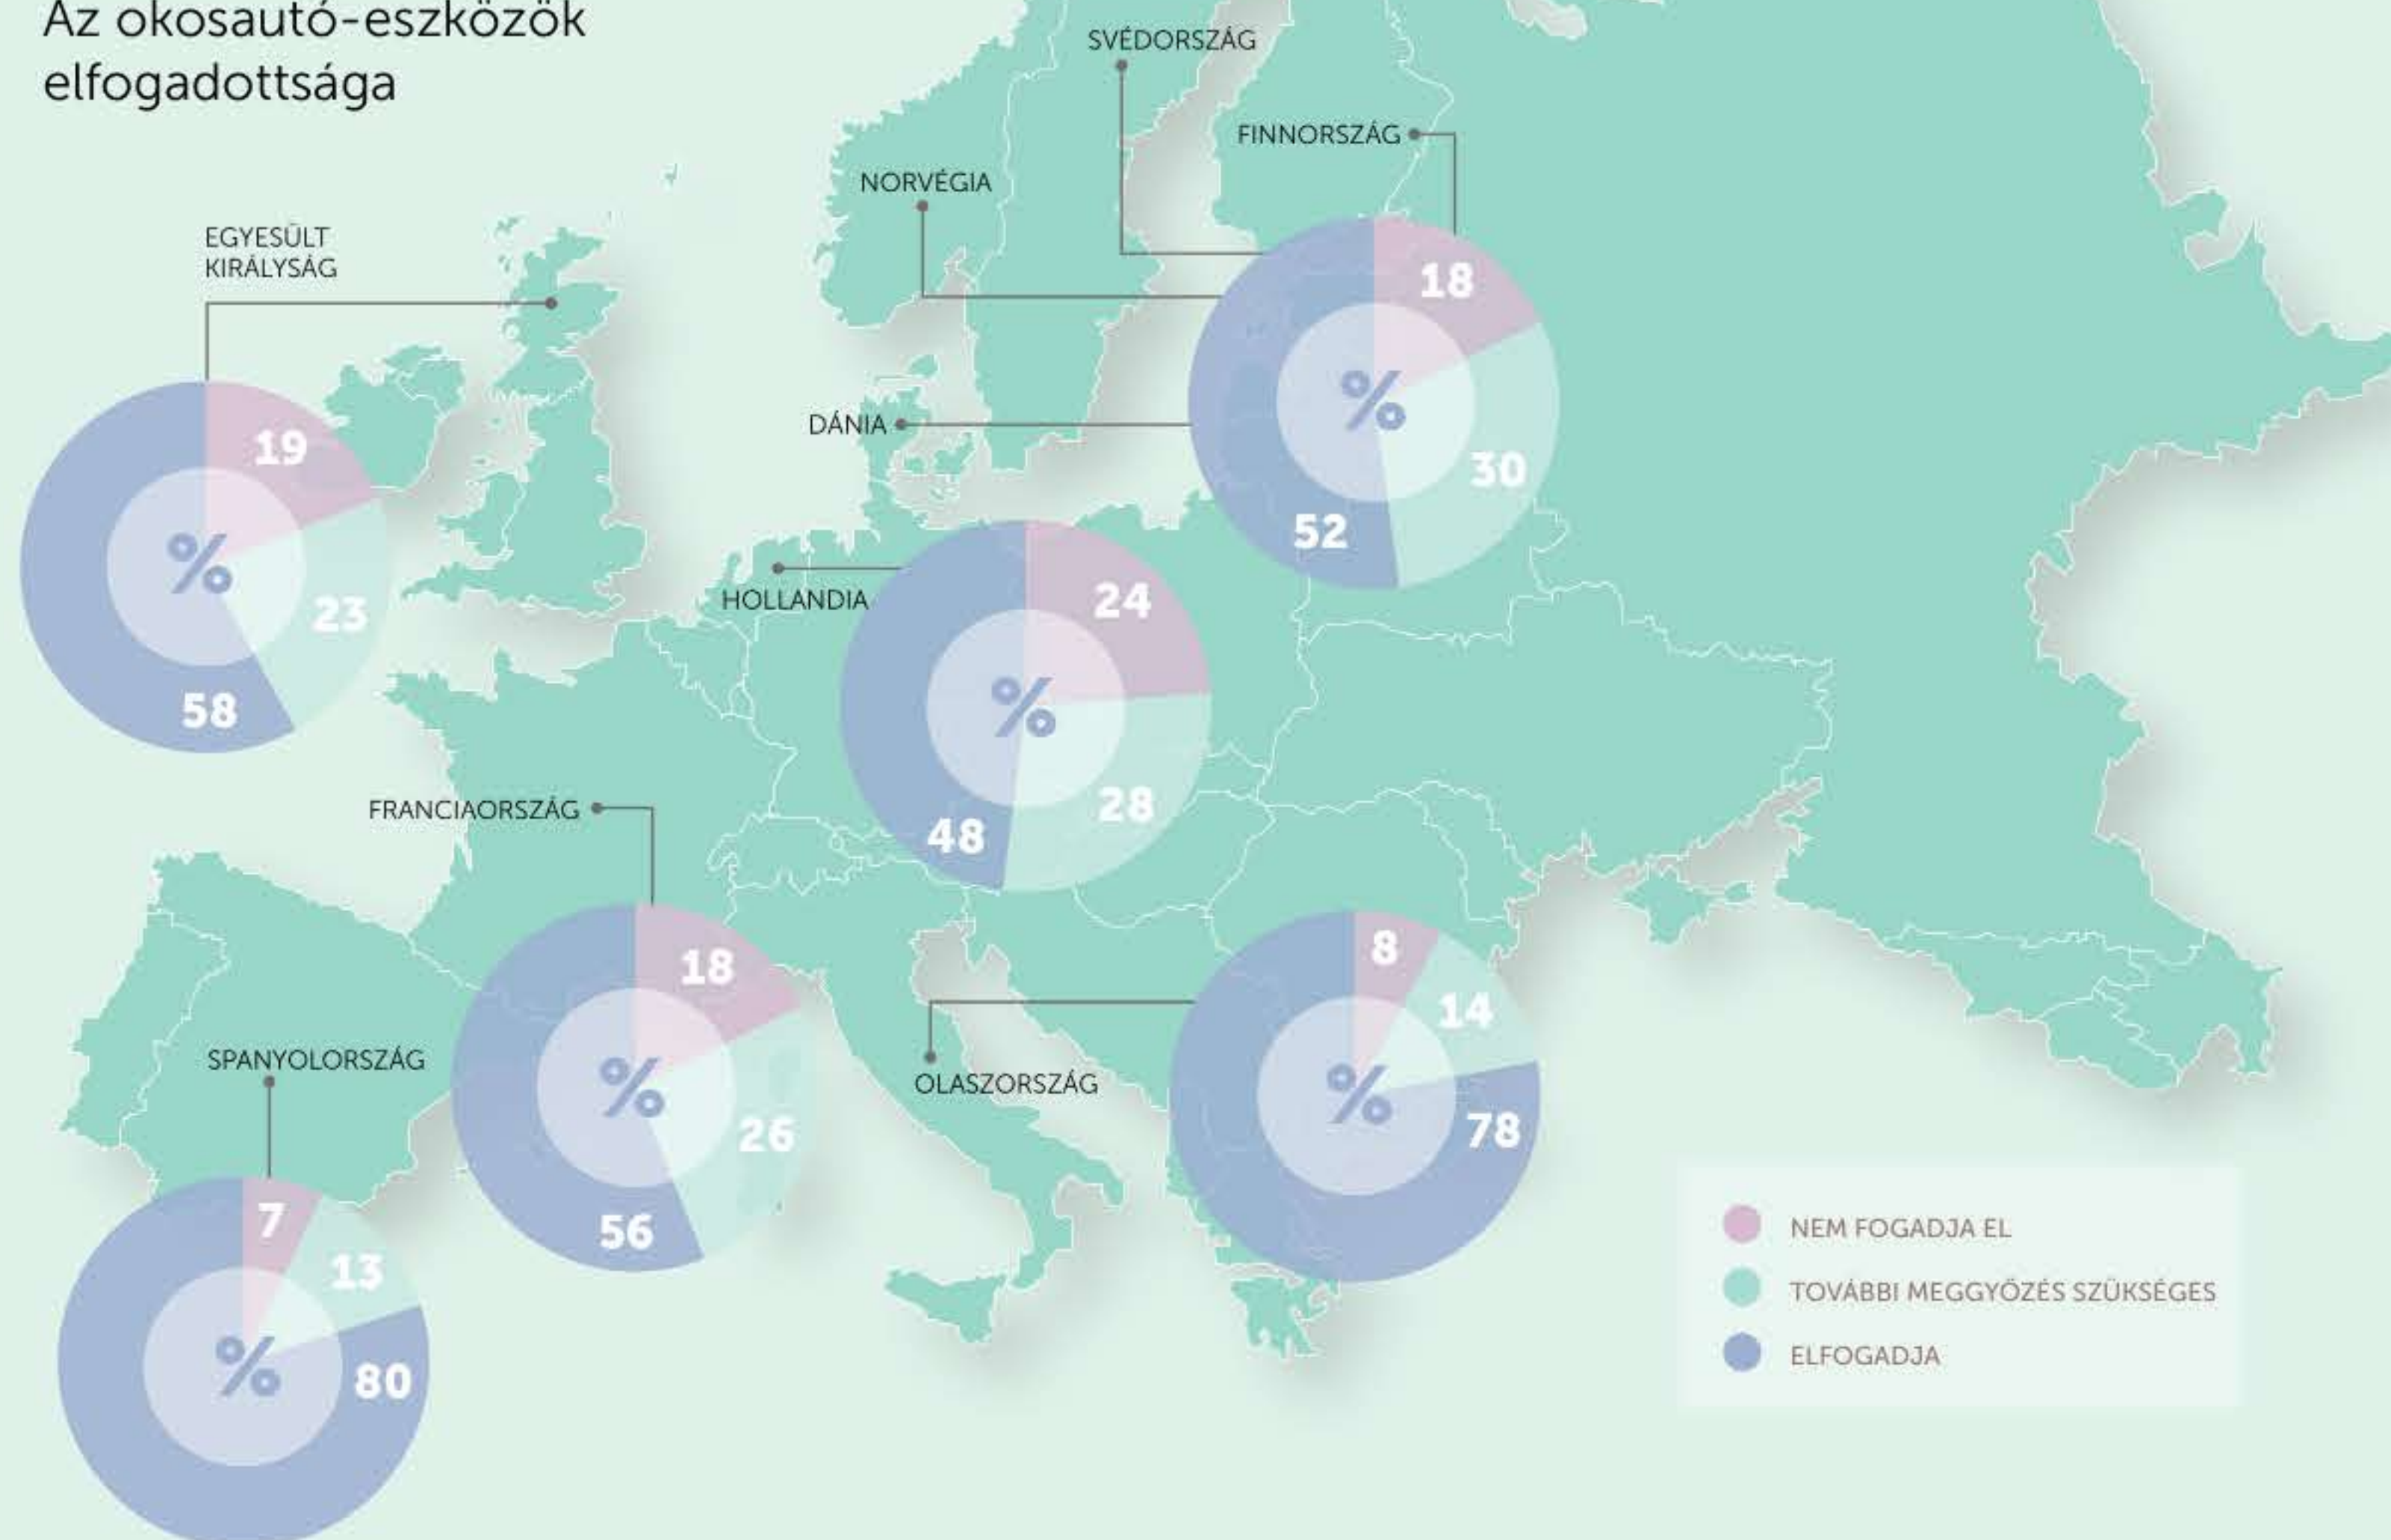 Az okosautó-eszközök
elfogadottsága
SVÉDORSZÁG
FINNORSZÁG
NORVÉGIA
DÁNIA
%
18
30
52
EGYESÜLT
KIRÁLYSÁG
%
19
23
58
HOLLANDIA
%
24
28
48
FRANCIAORSZÁG
%
18
26
56
OLASZORSZÁG
%
8
14
78
SPANYOLORSZÁG
%
7
13
80
NEM FOGADJA EL
TOVÁBBI MEGGYŐZÉS SZÜKSÉGES
ELFOGADJA